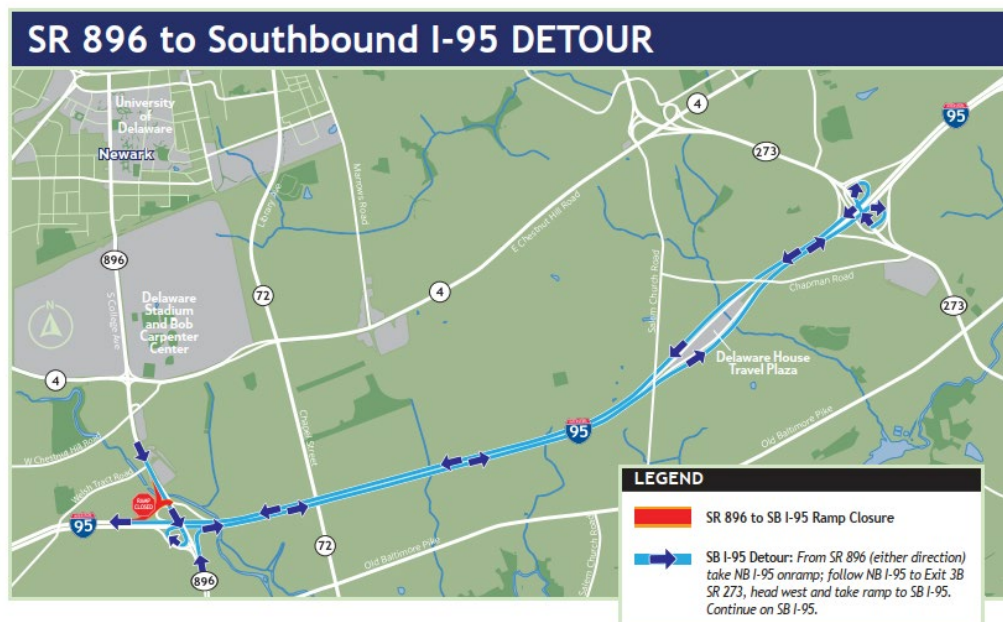 SR 896 to Southbound I-95 DETOUR
University
of
Delaware
Newark
4
95
273
Library Ave
Marrows Road
E Chestnut Hill Road
896
S College Ave
N
Delaware
Stadium
and Bob
Carpenter
Center
72
4
Salem Church Road
Chapman Road
273
Delaware House
Travel Plaza
4
W Chestnut Hill Road
Chapel Street
95
Old Baltimore Pike
Welsh Tract Road
RAMP
CLOSED
95
896
72
Old Baltimore Pike
Salem Church Road
LEGEND
SR 896 to SB I-95 Ramp Closure
SB I-95 Detour: From SR 896 (either direction)
take NB I-95 onramp; follow NB I-95 to Exit 3B
SR 273, head west and take ramp to SB I-95.
Continue on SB I-95.